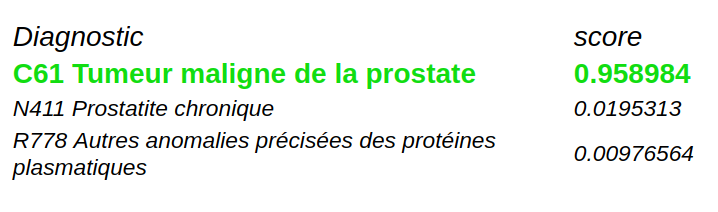 Diagnostic score
C61 Tumeur maligne de la prostate 0.958984
N411 Prostatite chronique 0.0195313
R778 Autres anomalies précisées des protéines
plasmatiques 0.00976564